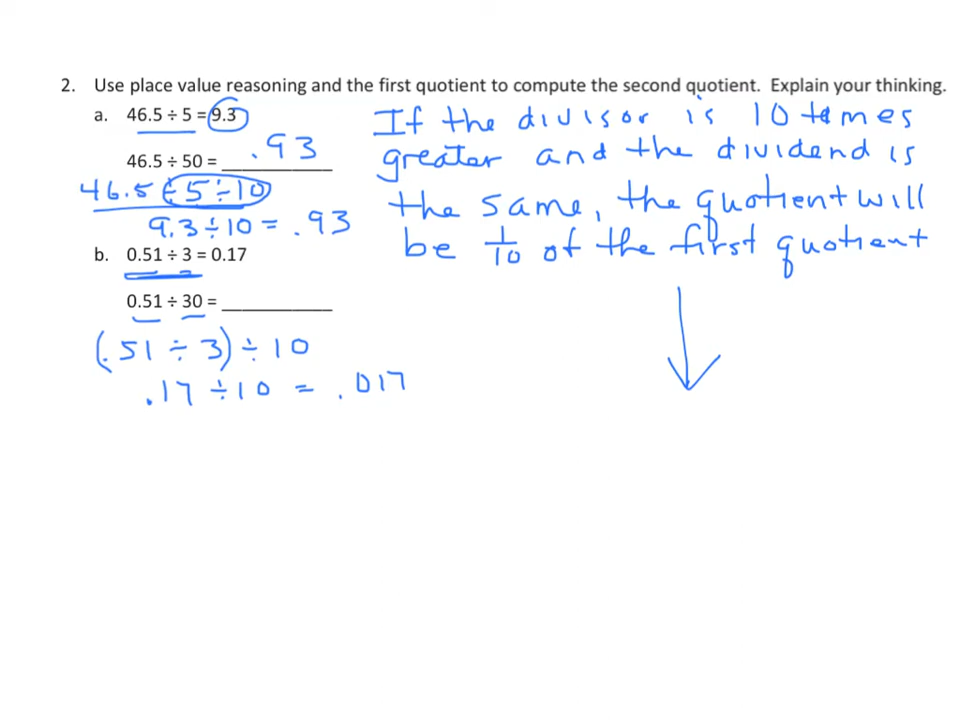 2. Use place value reasoning and the first quotient to compute the second quotient. Explain your thinking.
a. 46.5 ÷ 5 = 9.3
46.5 ÷ 50 = .93
46.5 ÷ 5 ÷ 10
9.3 ÷ 10 = .93
If the divisor is 10 times
greater and the dividend is
the same, the quotient will
be 1/10 of the first quotient
b. 0.51 ÷ 3 = 0.17
0.51 ÷ 30 = ____________
(.51 ÷ 3) ÷ 10
.17 ÷ 10 = .017